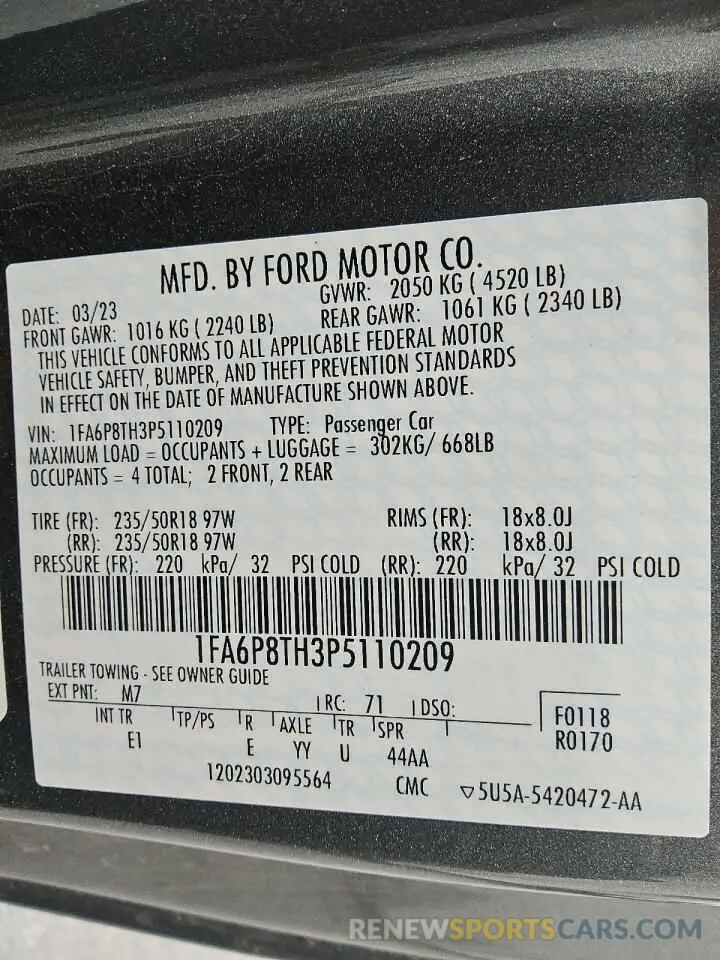 MFD. BY FORD MOTOR CO.
DATE: 03/23 GVWR: 2050 KG ( 4520 LB)
FRONT GAWR: 1016 KG ( 2240 LB) REAR GAWR: 1061 KG ( 2340 LB)
THIS VEHICLE CONFORMS TO ALL APPLICABLE FEDERAL MOTOR
VEHICLE SAFETY, BUMPER, AND THEFT PREVENTION STANDARDS
IN EFFECT ON THE DATE OF MANUFACTURE SHOWN ABOVE.
VIN: 1FA6P8TH3P5110209 TYPE: Passenger Car
MAXIMUM LOAD = OCCUPANTS + LUGGAGE = 302KG/ 668LB
OCCUPANTS = 4 TOTAL; 2 FRONT, 2 REAR
TIRE (FR): 235/50R18 97W RIMS (FR): 18x8.0J
(RR): 235/50R18 97W (RR): 18x8.0J
PRESSURE (FR): 220 kPa/ 32 PSI COLD (RR): 220 kPa/ 32 PSI COLD
1FA6P8TH3P5110209
TRAILER TOWING - SEE OWNER GUIDE
EXT PNT: M7 RC: 71 DSO:
INT TR TP/PS R AXLE TR SPR F0118
E1 E YY U 44AA R0170
1202303095564 CMC ▽5U5A-5420472-AA
RENEWSPORTSCARS.COM